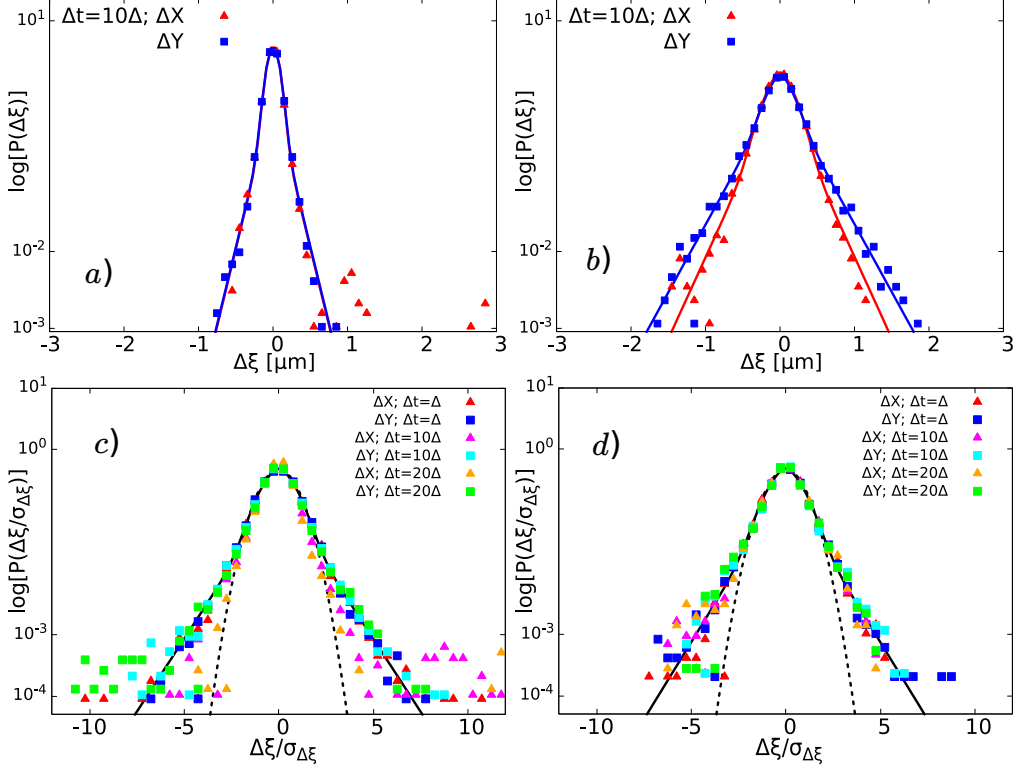 Δt=10Δ; ΔX
ΔY
log[P(Δξ)]
10¹
10⁻²
10⁻³
a)
-3 -2 -1 0 1 2 3
Δξ [μm]
Δt=10Δ; ΔX
ΔY
log[P(Δξ)]
10¹
10⁻²
10⁻³
b)
-3 -2 -1 0 1 2 3
Δξ [μm]
ΔX; Δt=Δ
ΔY; Δt=Δ
ΔX; Δt=10Δ
ΔY; Δt=10Δ
ΔX; Δt=20Δ
ΔY; Δt=20Δ
log[P(Δξ/σΔξ)]
10¹
10⁰
10⁻³
10⁻⁴
c)
-10 -5 0 5 10
Δξ/σΔξ
ΔX; Δt=Δ
ΔY; Δt=Δ
ΔX; Δt=10Δ
ΔY; Δt=10Δ
ΔX; Δt=20Δ
ΔY; Δt=20Δ
log[P(Δξ/σΔξ)]
10¹
10⁰
10⁻³
10⁻⁴
d)
-10 -5 0 5 10
Δξ/σΔξ